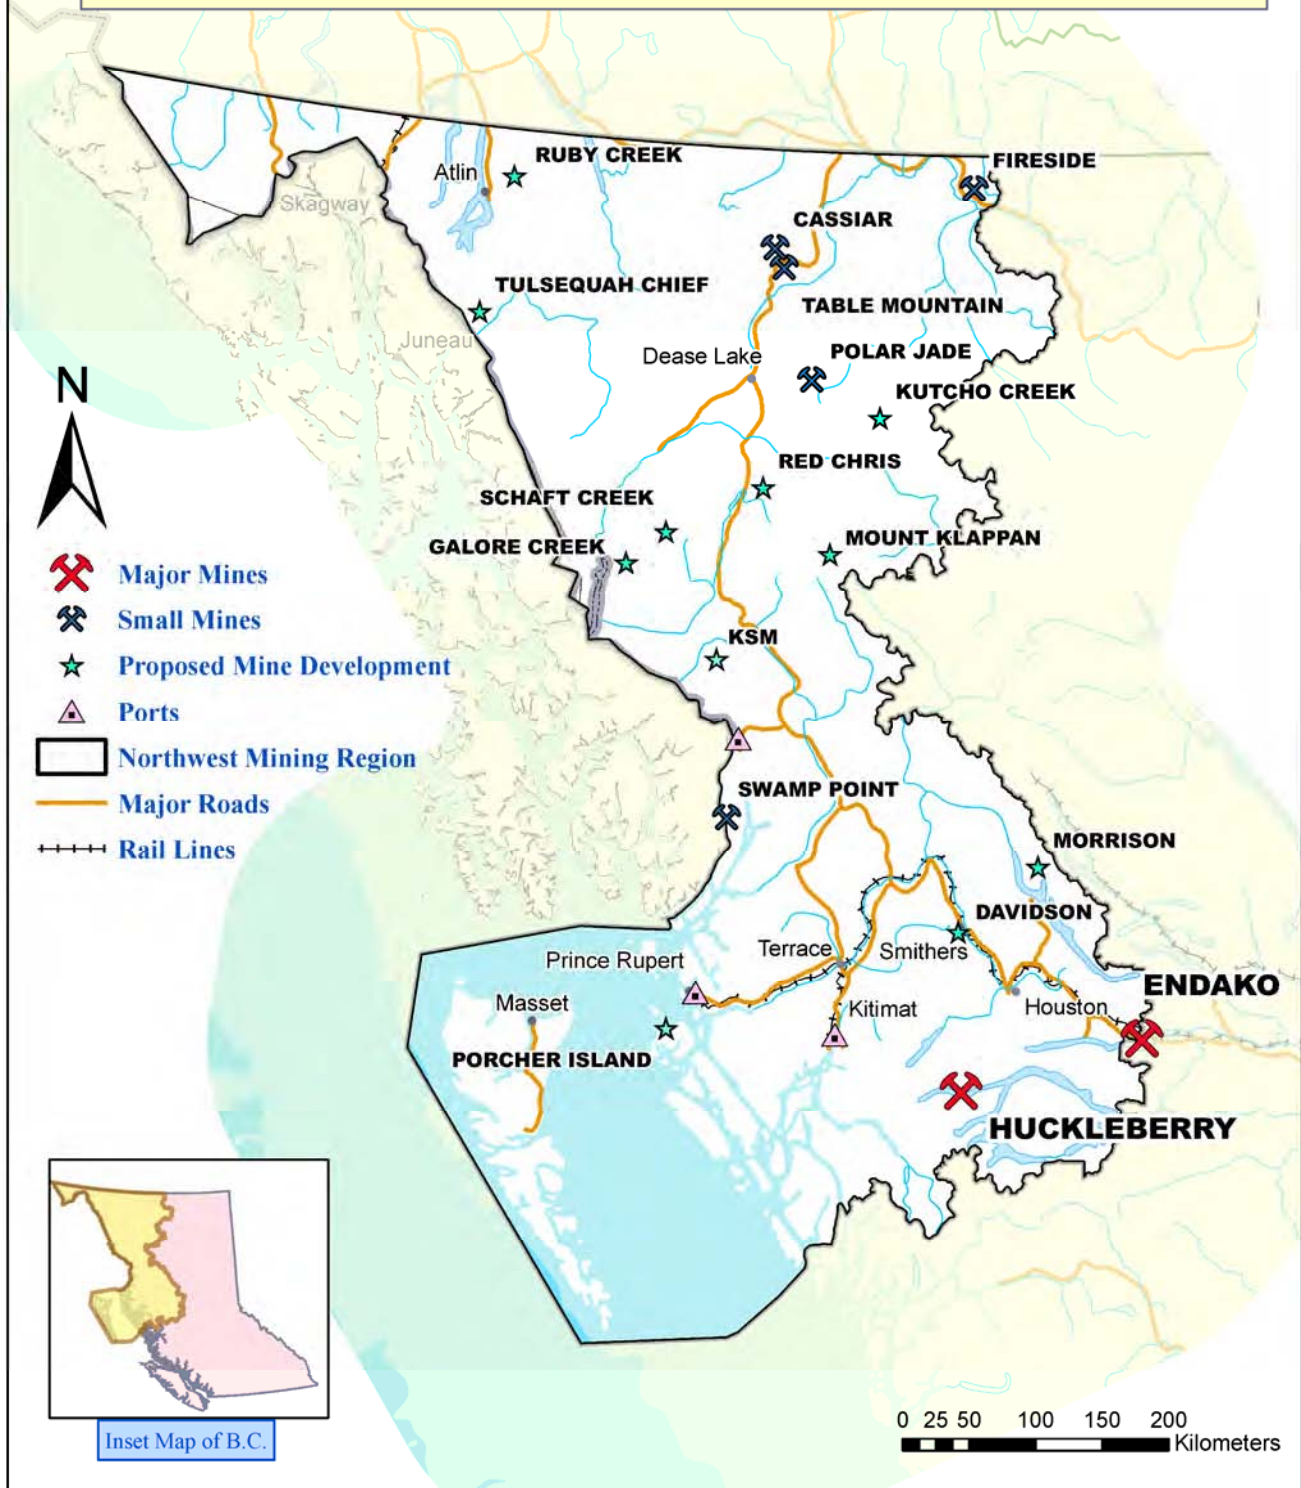 RUBY CREEK
FIRESIDE
Atlin
Skagway
CASSIAR
TULSEQUAH CHIEF
TABLE MOUNTAIN
Juneau
Dease Lake
POLAR JADE
N
KUTCHO CREEK
RED CHRIS
SCHAFT CREEK
GALORE CREEK
MOUNT KLAPPAN
Major Mines
Small Mines
KSM
Proposed Mine Development
Ports
Northwest Mining Region
SWAMP POINT
Major Roads
MORRISON
Rail Lines
DAVIDSON
Terrace
Smithers
Prince Rupert
ENDAKO
Masset
Kitimat
Houston
PORCHER ISLAND
HUCKLEBERRY
0 25 50 100 150 200
Kilometers
Inset Map of B.C.